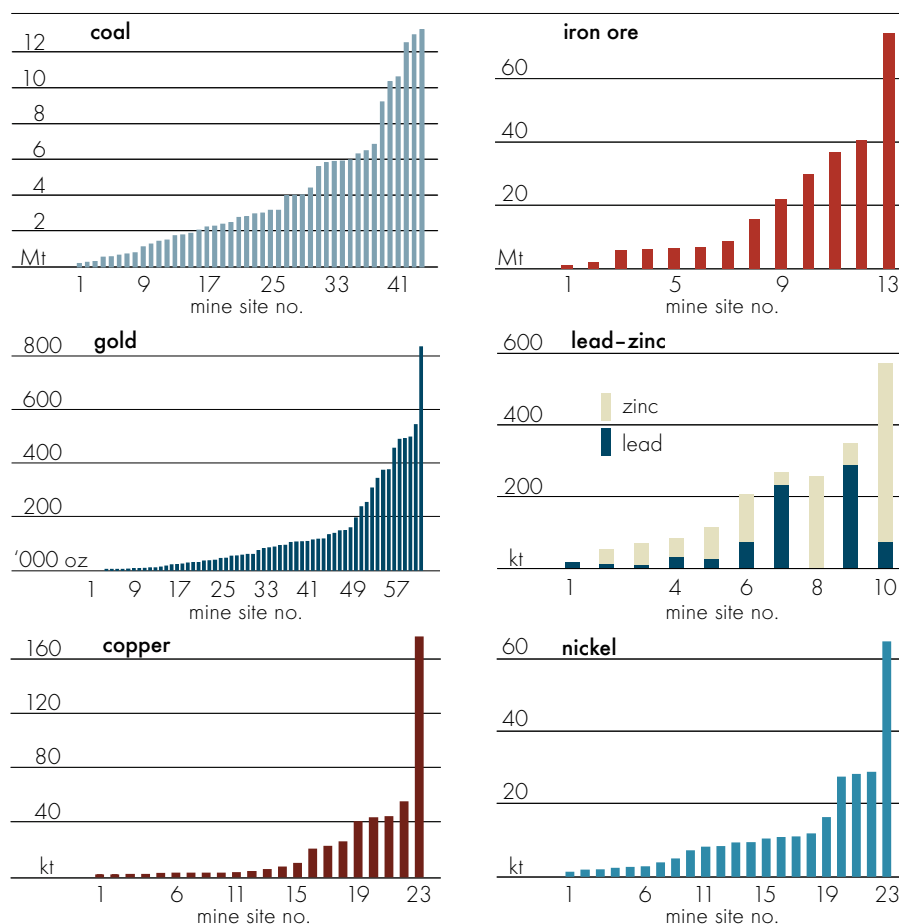 coal
12
10
8
6
4
2
Mt
1 9 17 25 33 41
mine site no.
iron ore
60
40
20
Mt
1 5 9 13
mine site no.
gold
800
600
400
200
‘000 oz
1 9 17 25 33 41 49 57
mine site no.
lead–zinc
600
zinc
lead
400
200
kt
1 4 6 8 10
mine site no.
copper
160
120
80
40
kt
1 6 11 15 19 23
mine site no.
nickel
60
40
20
kt
1 6 11 15 19 23
mine site no.